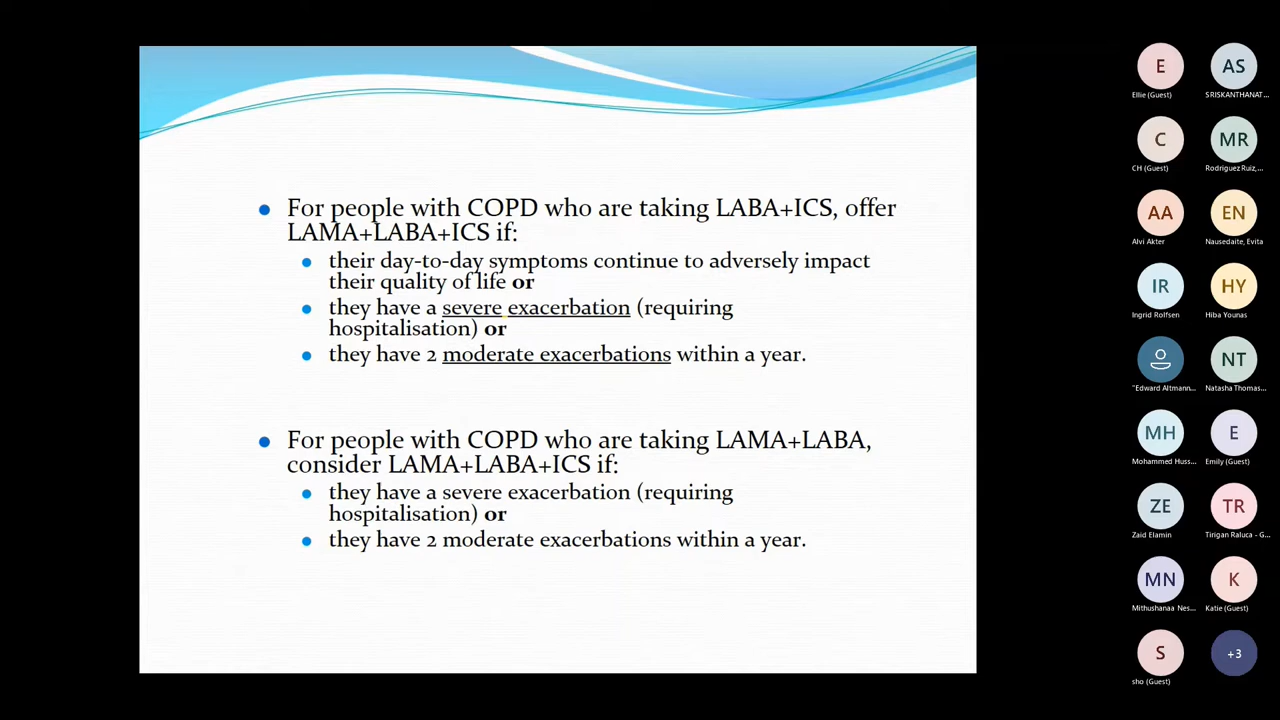 For people with COPD who are taking LABA+ICS, offer
LAMA+LABA+ICS if:
their day-to-day symptoms continue to adversely impact
their quality of life or
they have a severe exacerbation (requiring
hospitalisation) or
they have 2 moderate exacerbations within a year.
For people with COPD who are taking LAMA+LABA,
consider LAMA+LABA+ICS if:
they have a severe exacerbation (requiring
hospitalisation) or
they have 2 moderate exacerbations within a year.
E
AS
Ellie (Guest)
SRISKANTHANAT...
C
MR
CH (Guest)
Rodriguez Ruiz,...
AA
EN
Alvi Akter
Nausedaite, Evita
IR
HY
Ingrid Rolfsen
Hiba Younas
NT
"Edward Altmann...
Natasha Thomas...
MH
E
Mohammed Huss...
Emily (Guest)
ZE
TR
Zaid Elamin
Tirigan Raluca - G...
MN
K
Mithushanaa Nes...
Katie (Guest)
S
+3
sho (Guest)